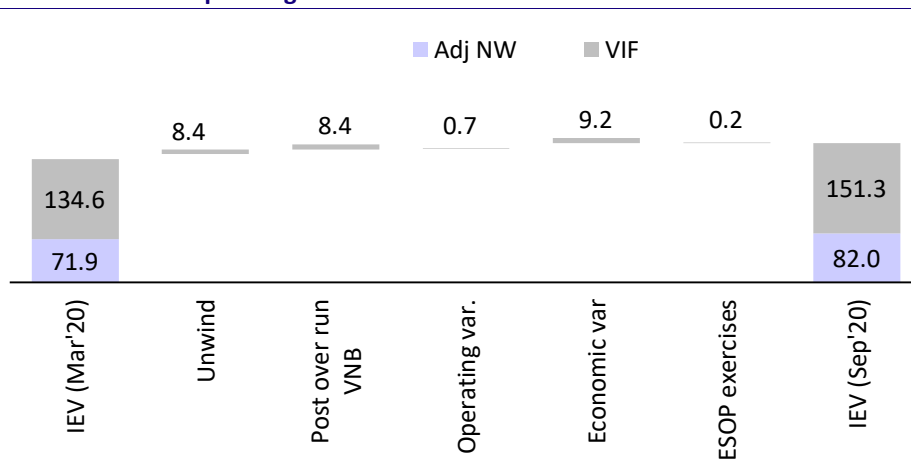 Adj NW VIF
8.4 8.4 0.7 9.2 0.2
134.6 151.3
71.9 82.0
IEV (Mar'20)
Unwind
Post over run
VNB
Operating var.
Economic var
ESOP exercises
IEV (Sep'20)